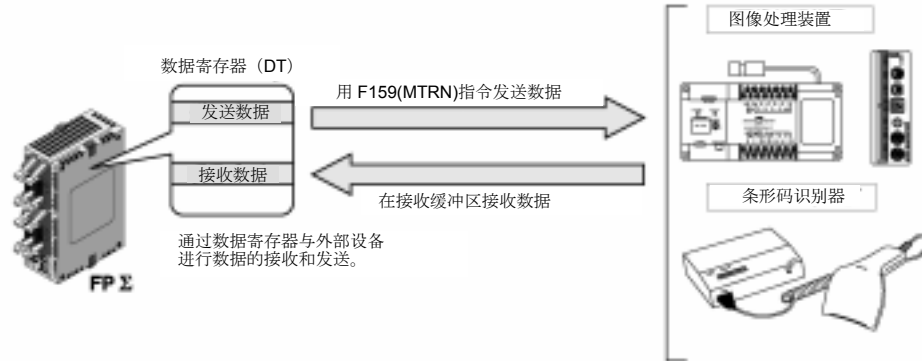 图像处理装置
数据寄存器（DT）
用 F159(MTRN)指令发送数据
发送数据
接收数据
在接收缓冲区接收数据
条形码识别器
通过数据寄存器与外部设备
进行数据的接收和发送。
FP Σ